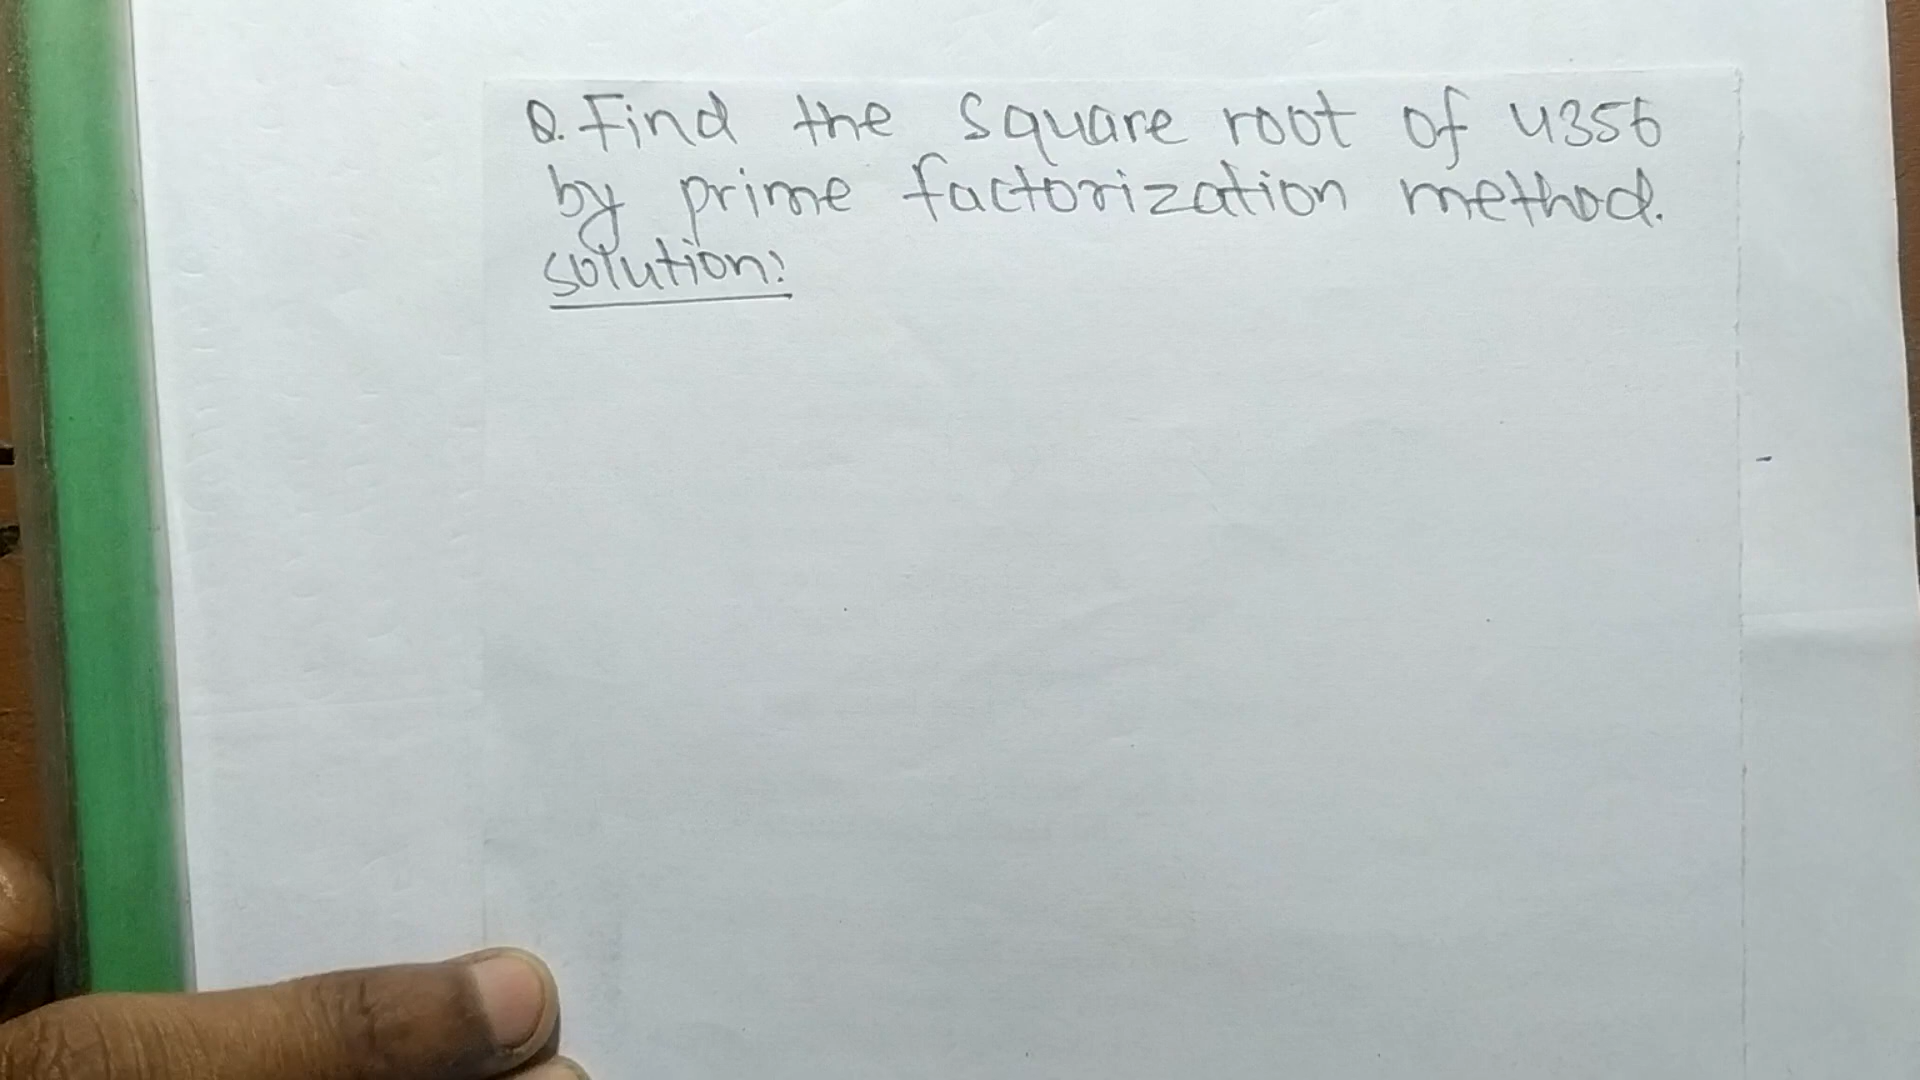 Q. Find the square root of 4356
by prime factorization method.
solution: